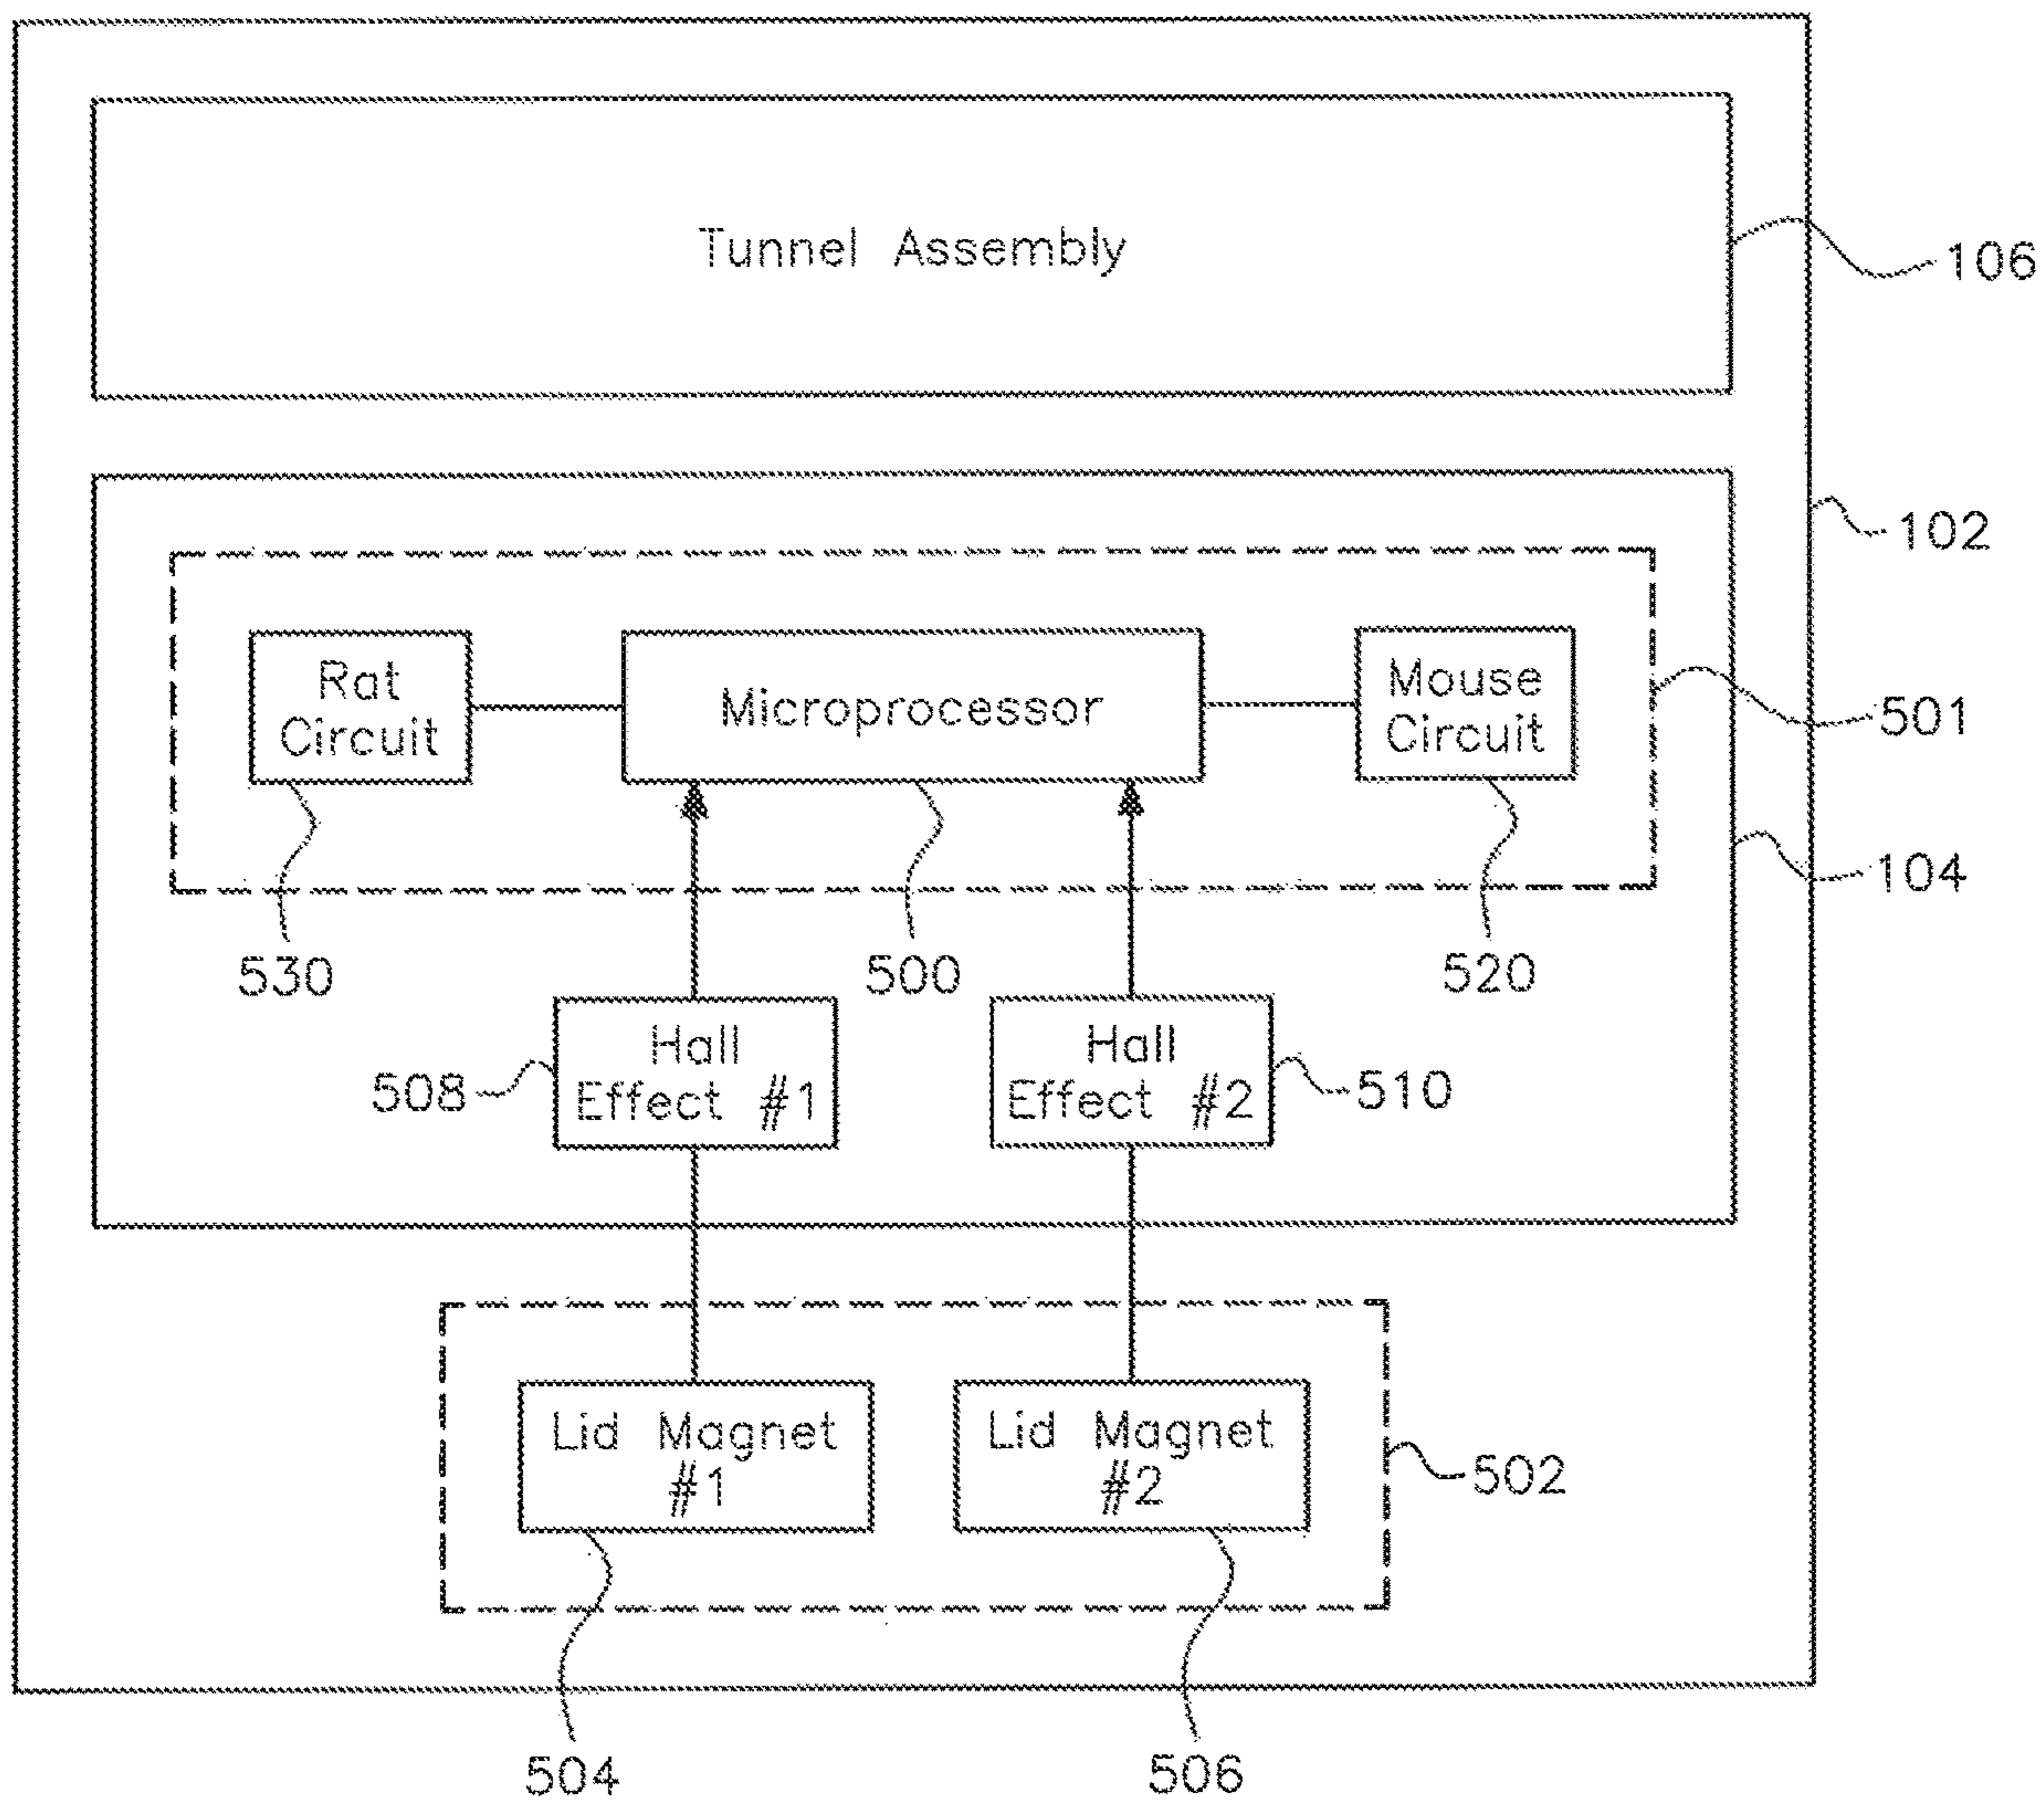 Tunnel Assembly
106
102
Rat
Circuit
Microprocessor
Mouse
Circuit
501
104
530
500
520
508
Hall
Effect #1
Hall
Effect #2
510
Lid Magnet
#1
Lid Magnet
#2
502
504
506